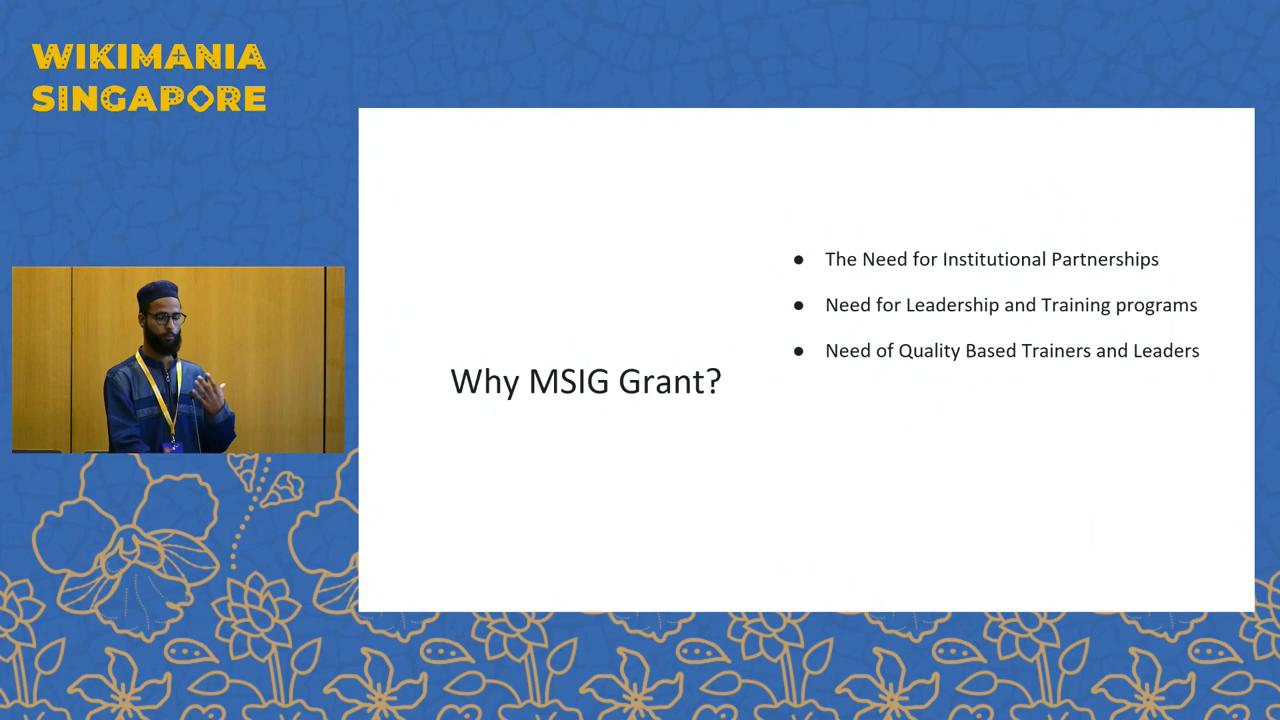 WIKIMANIA
SINGAPORE
Why MSIG Grant?
● The Need for Institutional Partnerships
● Need for Leadership and Training programs
● Need of Quality Based Trainers and Leaders